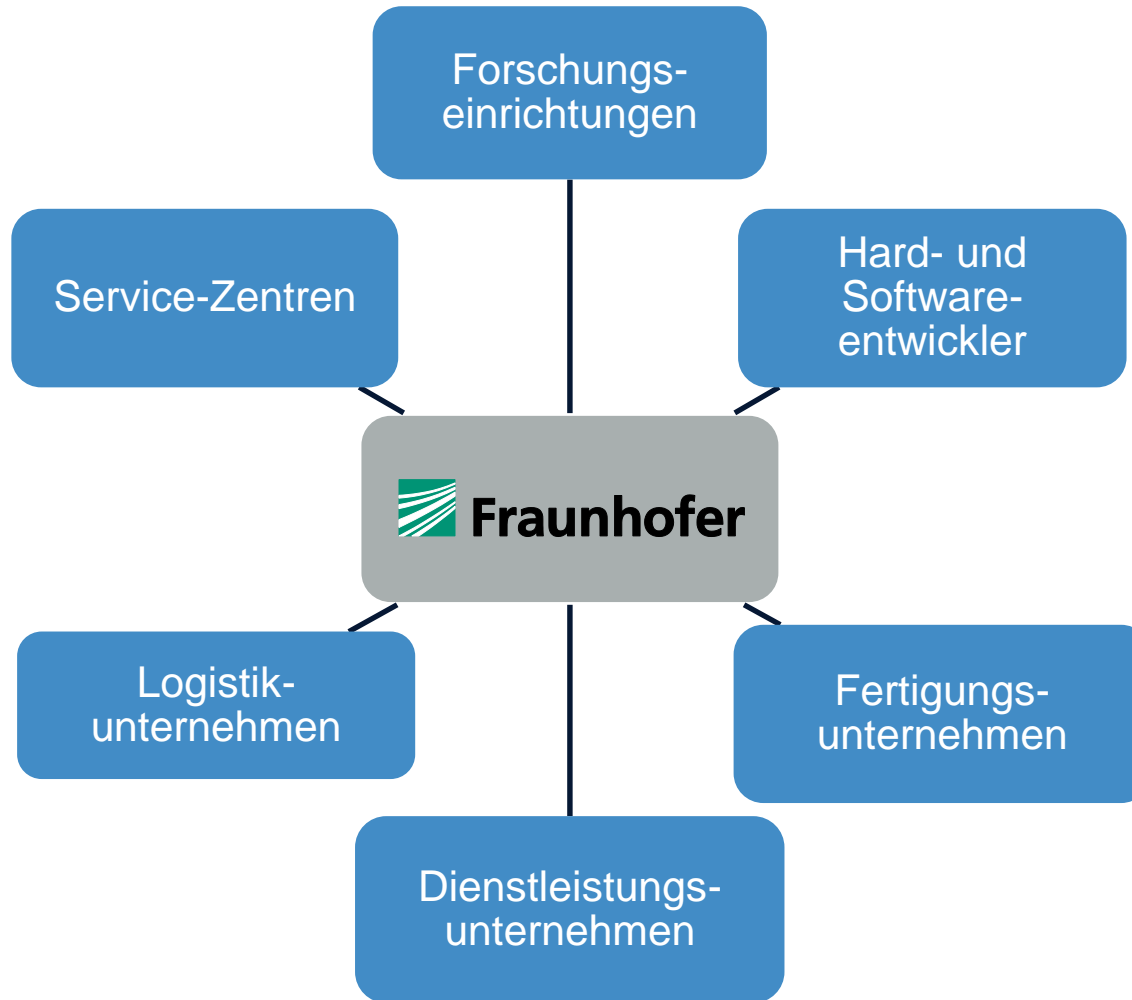 Forschungs-
einrichtungen
Service-Zentren
Hard- und
Software-
entwickler
Fraunhofer
Logistik-
unternehmen
Fertigungs-
unternehmen
Dienstleistungs-
unternehmen